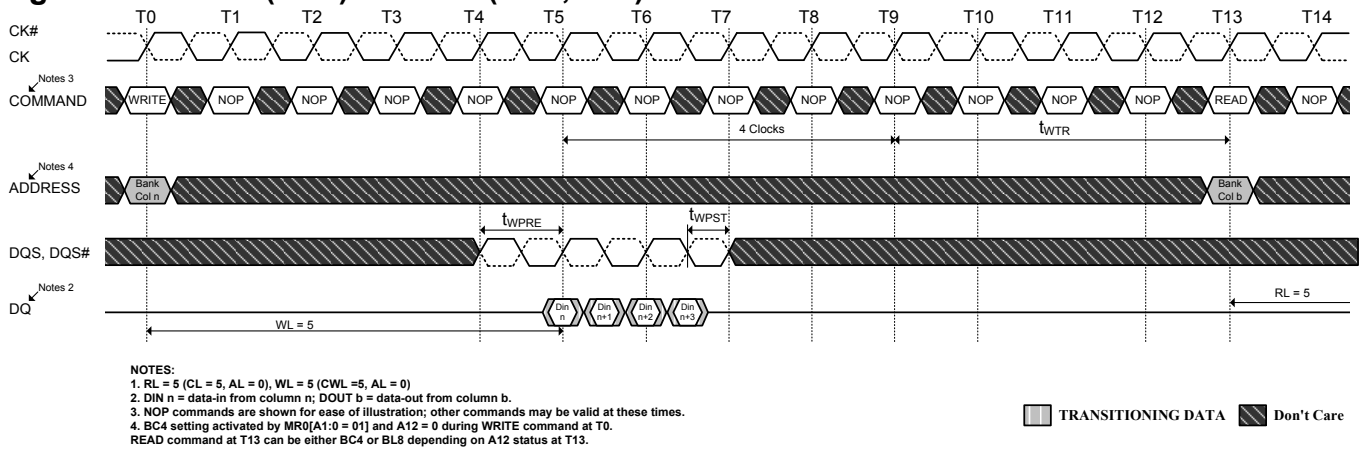 T0 T1 T2 T3 T4 T5 T6 T7 T8 T9 T10 T11 T12 T13 T14
CK#
CK
Notes 3
COMMAND
WRITE NOP NOP NOP NOP NOP NOP NOP NOP NOP NOP NOP NOP READ NOP
4 Clocks tWTR
Notes 4
ADDRESS
Bank Bank
Col n Col b
tWPRE tWPST
DQS, DQS#
Notes 2
DQ
Din Din Din Din
n n+1 n+2 n+3
RL = 5
WL = 5
NOTES:
1. RL = 5 (CL = 5, AL = 0), WL = 5 (CWL =5, AL = 0)
2. DIN n = data-in from column n; DOUT b = data-out from column b.
3. NOP commands are shown for ease of illustration; other commands may be valid at these times.
4. BC4 setting activated by MR0[A1:0 = 01] and A12 = 0 during WRITE command at T0.
READ command at T13 can be either BC4 or BL8 depending on A12 status at T13.
TRANSITIONING DATA Don't Care